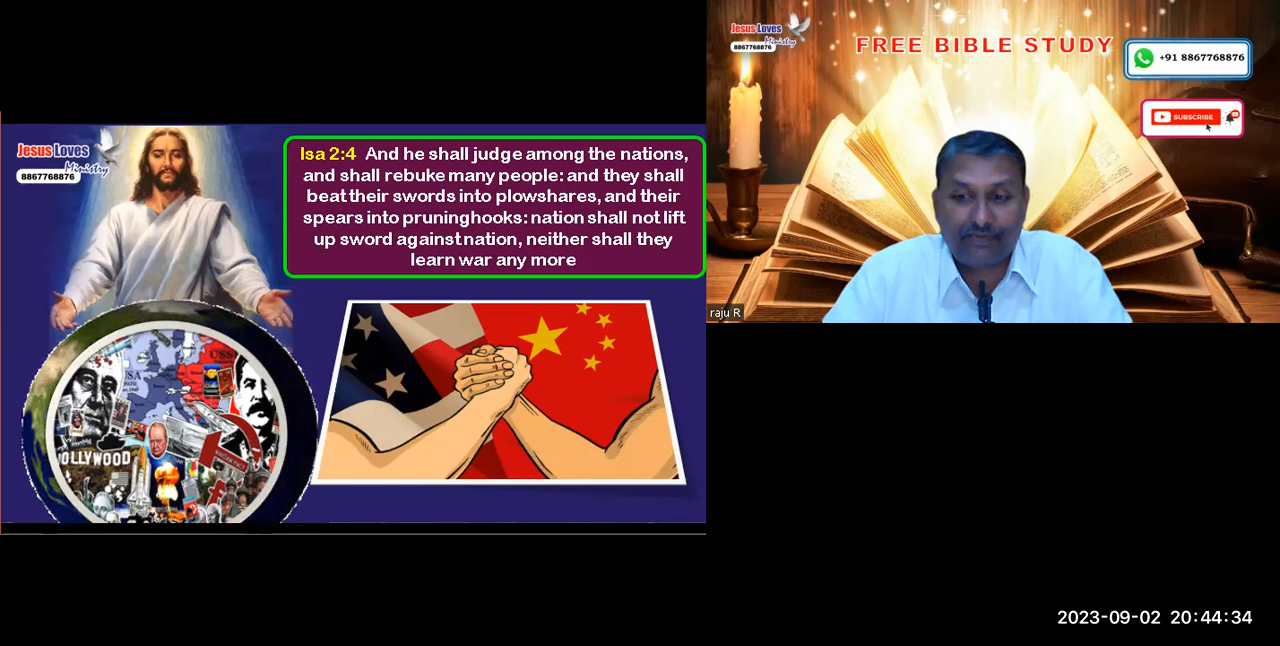 Jesus Loves
Ministry
8867768876
Isa 2:4 And he shall judge among the nations,
and shall rebuke many people: and they shall
beat their swords into plowshares, and their
spears into pruninghooks: nation shall not lift
up sword against nation, neither shall they
learn war any more
USA
USS
HOLLYWOOD
Jesus Loves
Ministry
8867768876
FREE BIBLE STUDY
+91 8867768876
SUBSCRIBE
raju R
2023-09-02 20:44:34